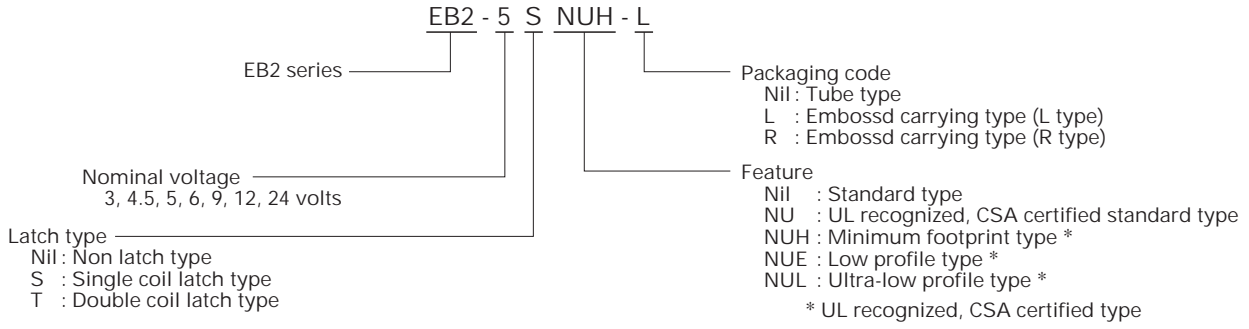 EB2 - 5 S NUH - L
EB2 series
Packaging code
Nil : Tube type
L : Embossd carrying type (L type)
R : Embossd carrying type (R type)
Nominal voltage
3, 4.5, 5, 6, 9, 12, 24 volts
Feature
Nil : Standard type
NU : UL recognized, CSA certified standard type
NUH : Minimum footprint type *
NUE : Low profile type *
NUL : Ultra-low profile type *
* UL recognized, CSA certified type
Latch type
Nil : Non latch type
S : Single coil latch type
T : Double coil latch type